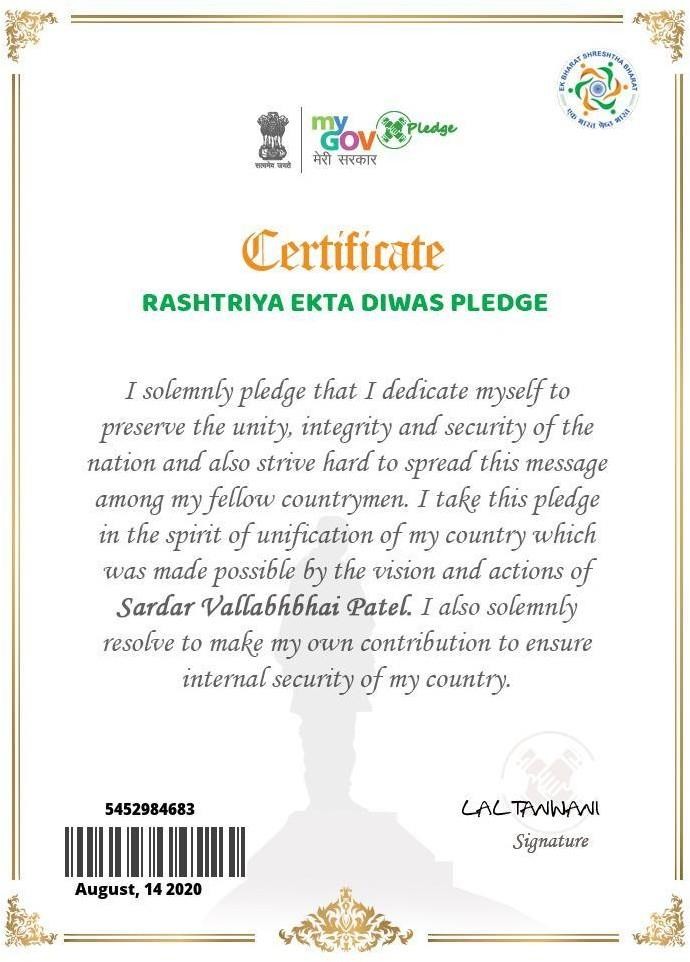 EK BHARAT SHRESHTHA BHARAT
एक भारत श्रेष्ठ भारत
सत्यमेव जयते
my
GOV
मेरी सरकार
Pledge
Certificate
RASHTRIYA EKTA DIWAS PLEDGE
I solemnly pledge that I dedicate myself to
preserve the unity, integrity and security of the
nation and also strive hard to spread this message
among my fellow countrymen. I take this pledge
in the spirit of unification of my country which
was made possible by the vision and actions of
Sardar Vallabhbhai Patel. I also solemnly
resolve to make my own contribution to ensure
internal security of my country.
5452984683
August, 14 2020
LAL TANWANI
Signature